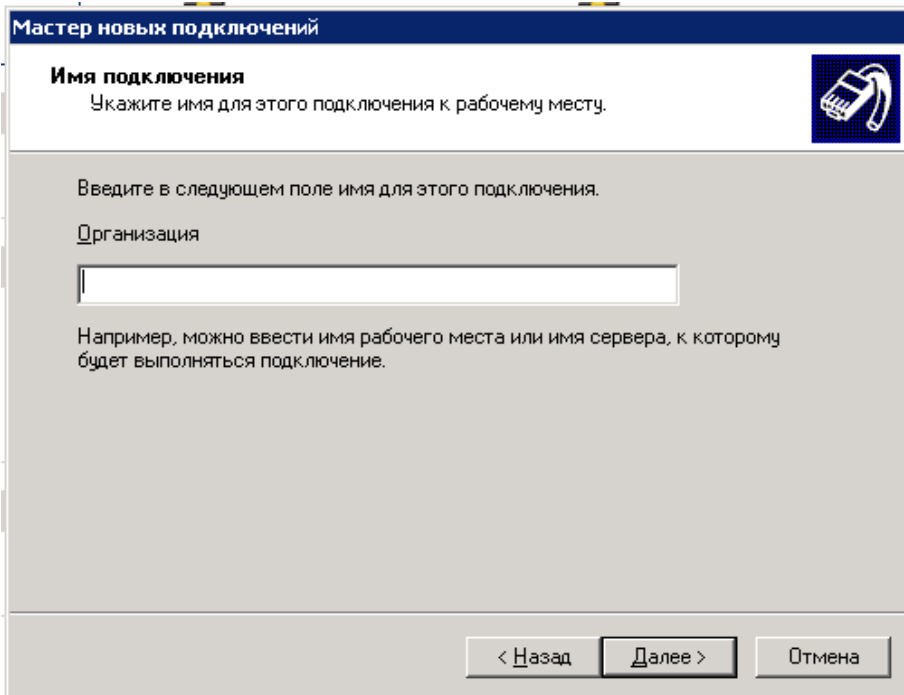 Мастер новых подключений
Имя подключения
Укажите имя для этого подключения к рабочему месту.
Введите в следующем поле имя для этого подключения.
Организация
Например, можно ввести имя рабочего места или имя сервера, к которому
будет выполняться подключение.
< Назад Далее > Отмена